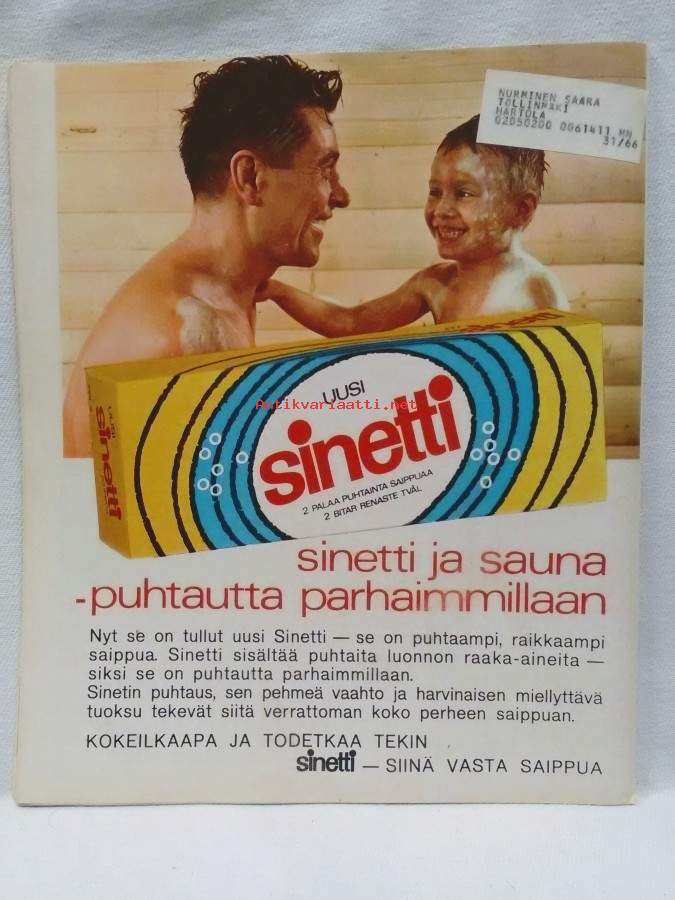 NURMINEN SAARA
TOLLINMÄKI
HARTOLA
02050200 0061411 MN
31/66
sinetti
UUSI
sinetti
UUSI
Antikvariaatti.net
sinetti
2 PALAA PUHTAINTA SAIPPUAA
2 BITAR RENASTE TVÅL
sinetti ja sauna
-puhtautta parhaimmillaan
Nyt se on tullut uusi Sinetti — se on puhtaampi, raikkaampi
saippua. Sinetti sisältää puhtaita luonnon raaka-aineita —
siksi se on puhtautta parhaimmillaan.
Sinetin puhtaus, sen pehmeä vaahto ja harvinaisen miellyttävä
tuoksu tekevät siitä verrattoman koko perheen saippuan.
KOKEILKAAPA JA TODETKAA TEKIN
sinetti — SIINÄ VASTA SAIPPUA